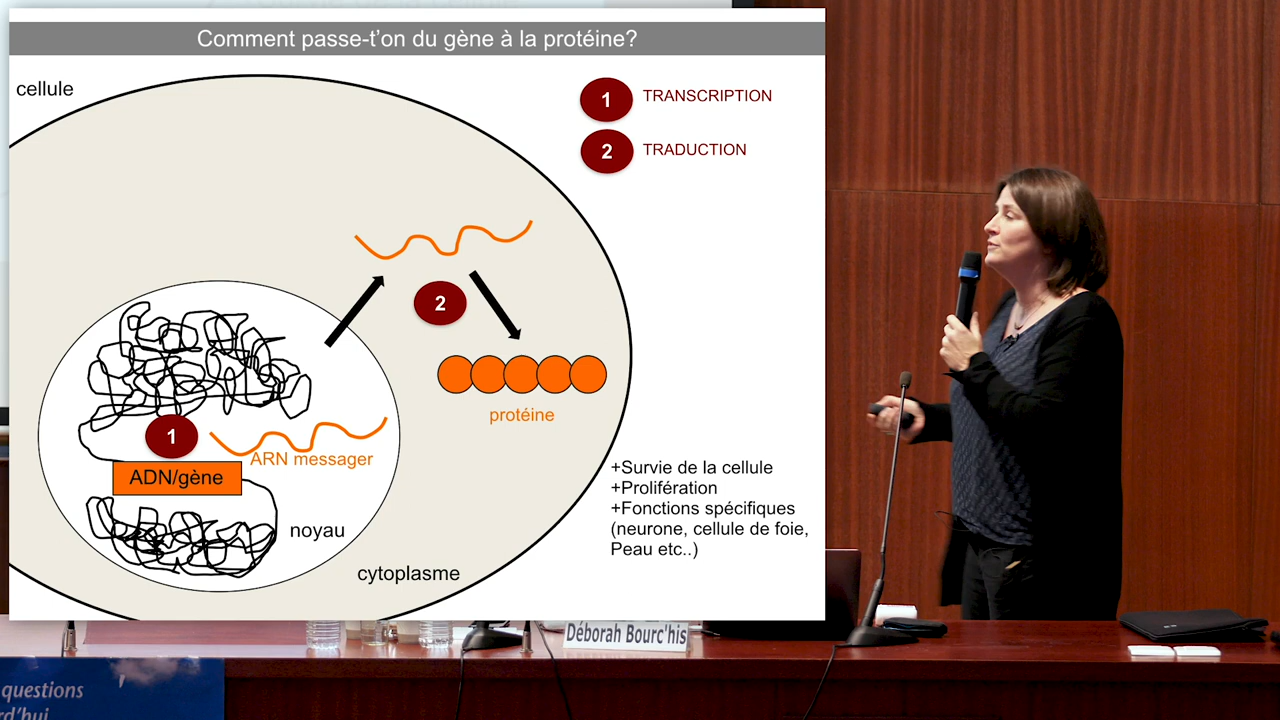 Comment passe-t'on du gène à la protéine?
cellule
1 TRANSCRIPTION
2 TRADUCTION
2
protéine
1
ARN messager
ADN/gène
noyau
cytoplasme
+Survie de la cellule
+Prolifération
+Fonctions spécifiques
(neurone, cellule de foie,
Peau etc..)
Déborah Bourc'his
questions
rd'hui